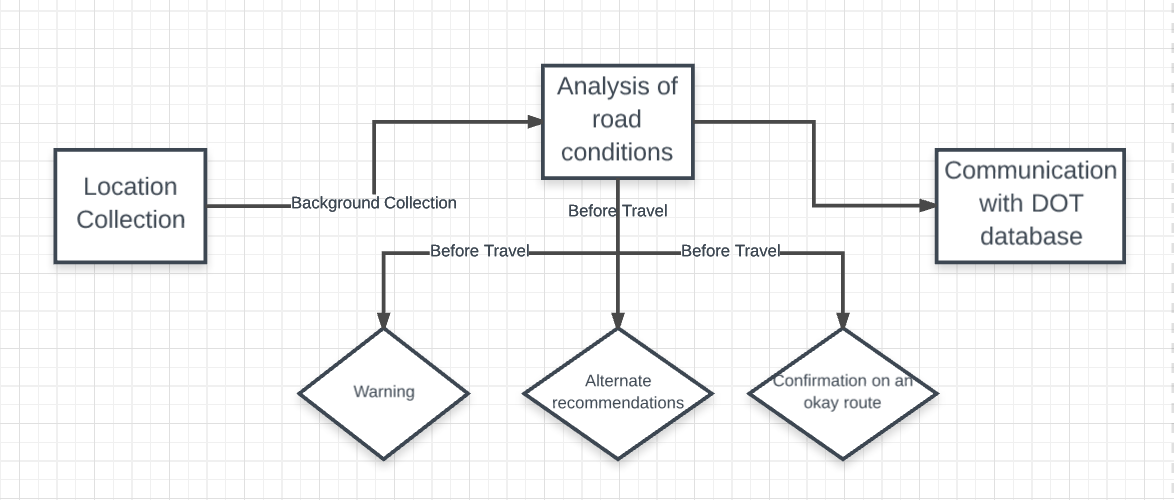 Analysis of
road
conditions
Location
Collection
Communication
with DOT
database
Background Collection
Before Travel
Before Travel
Before Travel
Warning
Alternate
recommendations
Confirmation on an
okay route